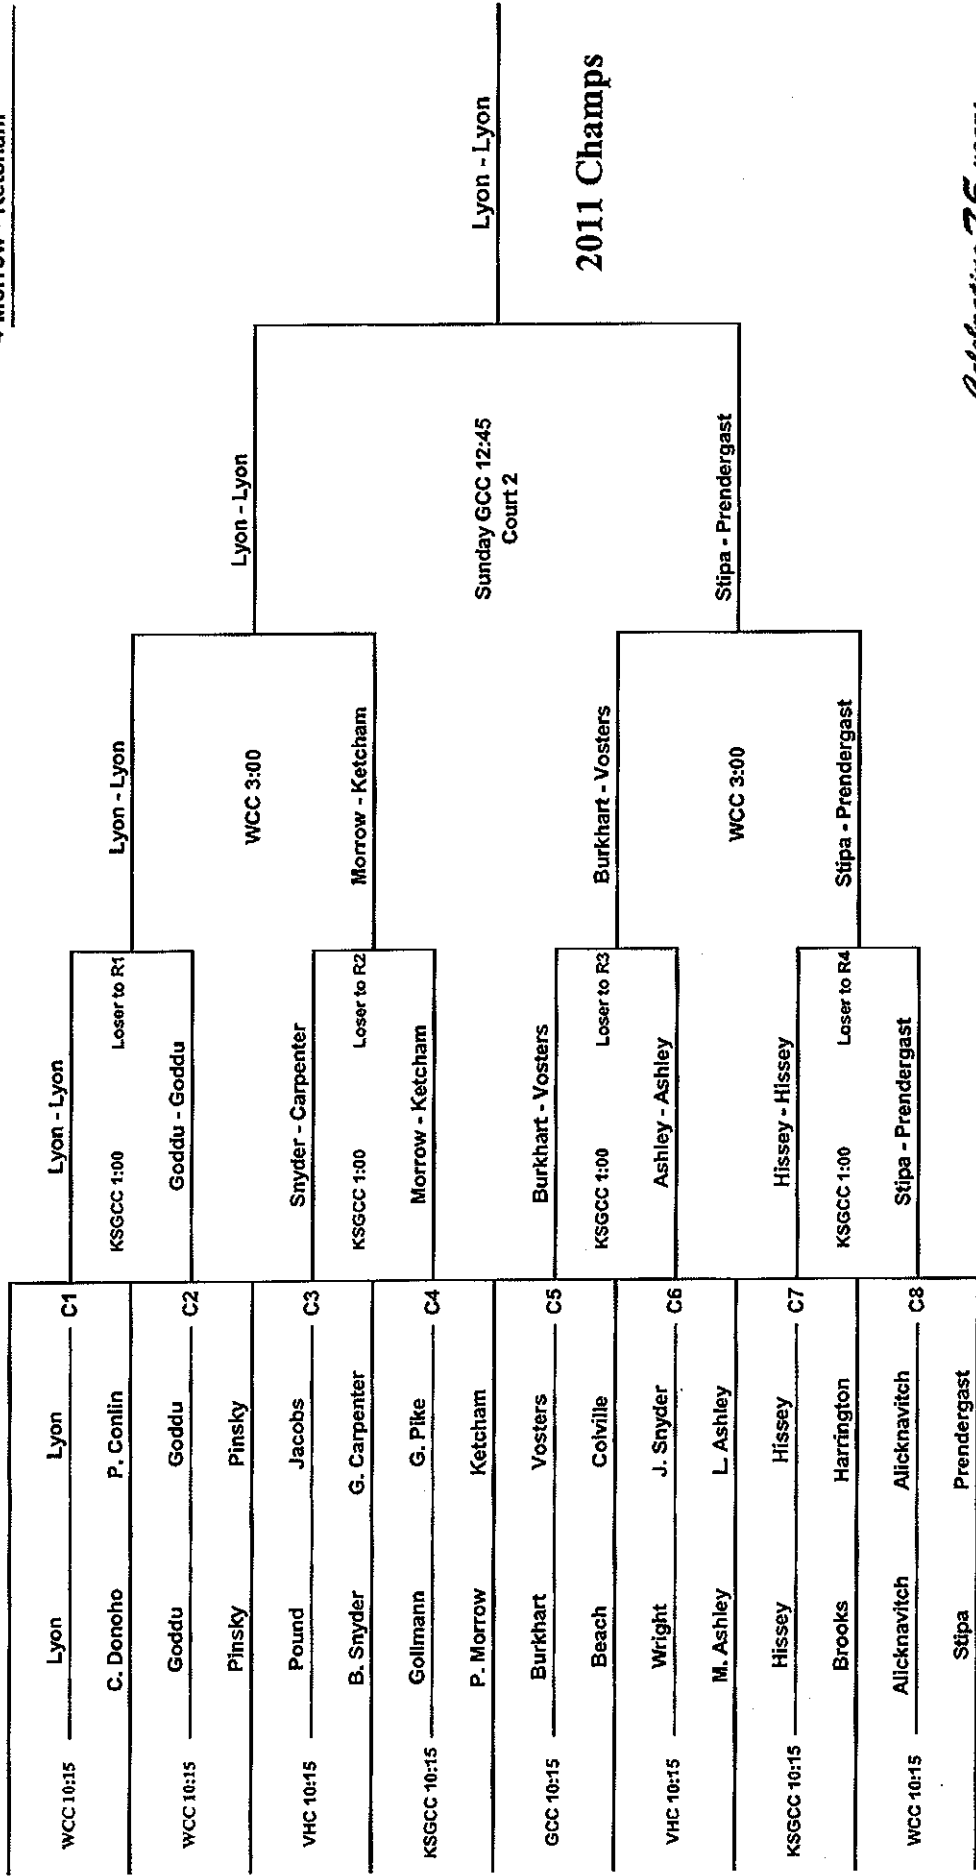 Morrow - Ketcham
WCC 10:15
Lyon Lyon
C1
C. Donoho P. Conlin
WCC 10:15
Goddu Goddu
C2
Pinsky Pinsky
VHC 10:15
Pound Jacobs
C3
B. Snyder G. Carpenter
KSGCC 10:15
Gollmann G. Pike
C4
P. Morrow Ketcham
GCC 10:15
Burkhart Vosters
C5
Beach Colville
VHC 10:15
Wright J. Snyder
C6
M. Ashley L. Ashley
KSGCC 10:15
Hissey Hissey
C7
Brooks Harrington
WCC 10:15
Alicknavitch Alicknavitch
C8
Stipa Prendergast
Lyon - Lyon
KSGCC 1:00 Loser to R1
Goddu - Goddu
Snyder - Carpenter
KSGCC 1:00 Loser to R2
Morrow - Ketcham
Burkhart - Vosters
KSGCC 1:00 Loser to R3
Ashley - Ashley
Hissey - Hissey
KSGCC 1:00 Loser to R4
Stipa - Prendergast
Lyon - Lyon
WCC 3:00
Morrow - Ketcham
Burkhart - Vosters
WCC 3:00
Stipa - Prendergast
Lyon - Lyon
Sunday GCC 12:45
Court 2
Stipa - Prendergast
Lyon - Lyon
2011 Champs